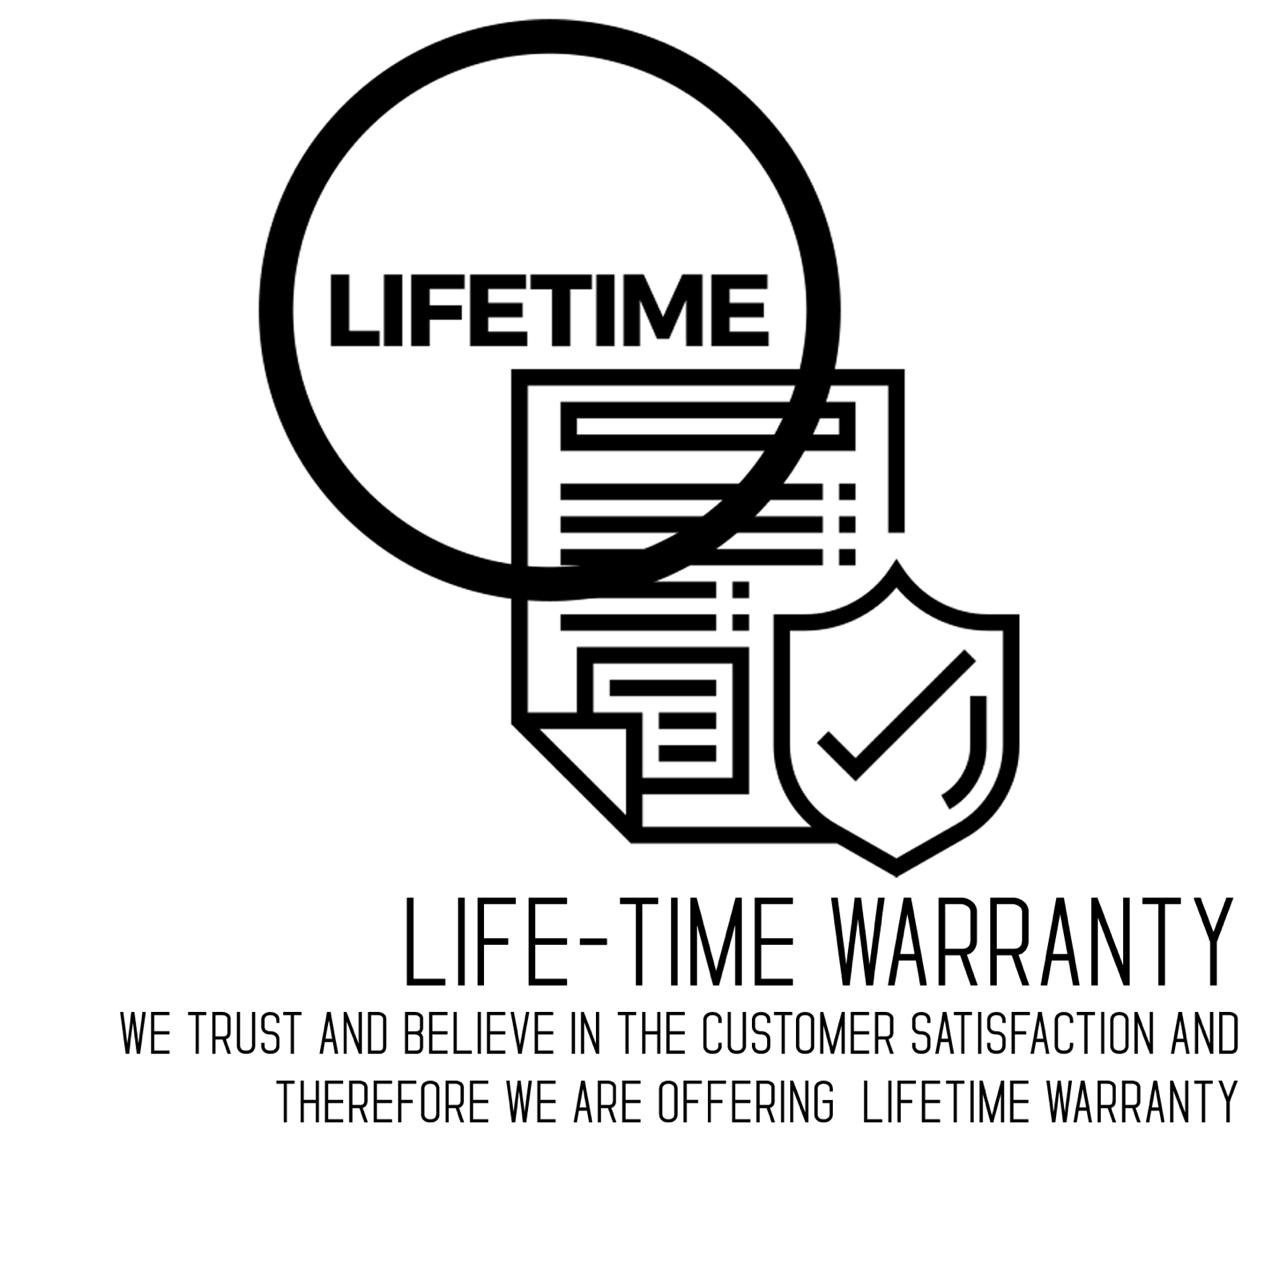 LIFETIME
LIFE-TIME WARRANTY
WE TRUST AND BELIEVE IN THE CUSTOMER SATISFACTION AND
THEREFORE WE ARE OFFERING LIFETIME WARRANTY